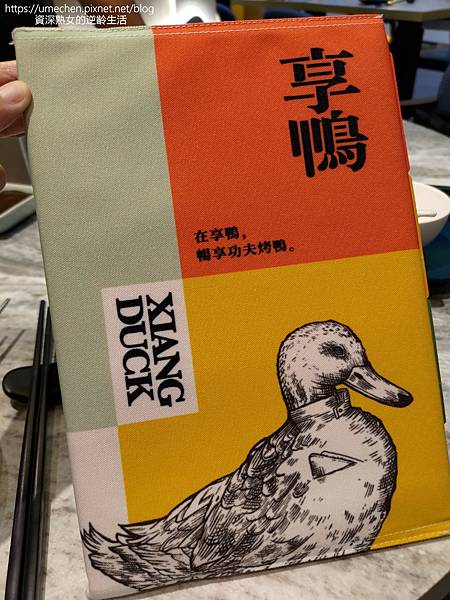 https://umechen.pixnet.net/blog
資深熟女的逆齡生活
享鴨
在享鴨，
暢享功夫烤鴨。
XIANG
DUCK